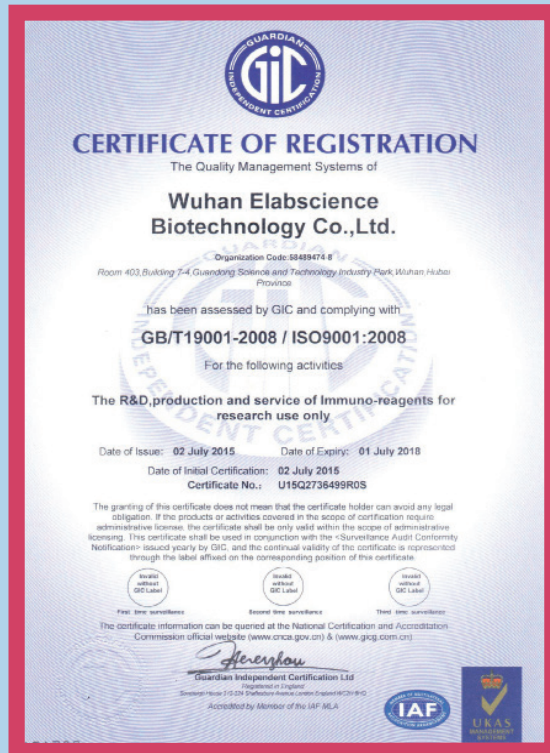 GUARDIAN
GIC
INDEPENDENT CERTIFICATION
CERTIFICATE OF REGISTRATION
The Quality Management Systems of
Wuhan Elabscience
Biotechnology Co.,Ltd.
Organization Code:58489474-8
Room 403,Building 7-4,Guandong Science and Technology Industry Park,Wuhan,Hubei
Province
has been assessed by GIC and complying with
GB/T19001-2008 / ISO9001:2008
For the following activities
The R&D,production and service of Immuno-reagents for
research use only
Date of Issue: 02 July 2015 Date of Expiry: 01 July 2018
Date of Initial Certification: 02 July 2015
Certificate No.: U15Q2736499R0S
The granting of this certificate does not mean that the certificate holder can avoid any legal
obligation. If the products or activities covered in the scope of certification require
administrative license, the certificate shall be only valid within the scope of administrative
licensing. This certificate shall be used in conjunction with the <Surveillance Audit Conformity
Notification> issued yearly by GIC, and the continual validity of the certificate is represented
through the label affixed on the corresponding position of this certificate.
Invalid without GIC Label
Invalid without GIC Label
Invalid without GIC Label
First time surveillance Second time surveillance Third time surveillance
The certificate information can be queried at the National Certification and Accreditation
Commission official website (www.cnca.gov.cn) & (www.gicg.com.cn)
Guardian Independent Certification Ltd
Registered in England
Accredited by Member of the IAF MLA
IAF
UKAS
MANAGEMENT
SYSTEMS